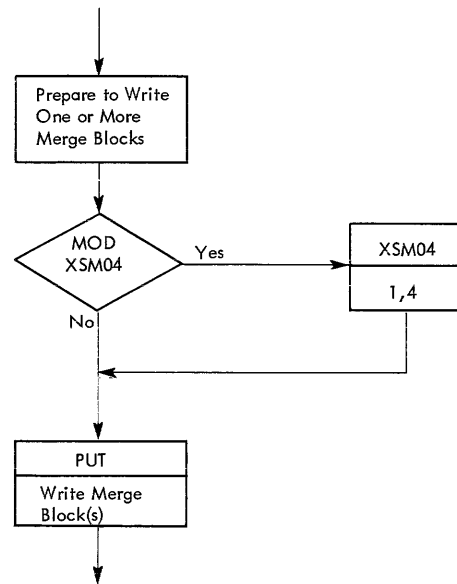 Prepare to Write
One or More
Merge Blocks
MOD
XSM04
Yes
No
XSM04
1,4
PUT
Write Merge
Block(s)